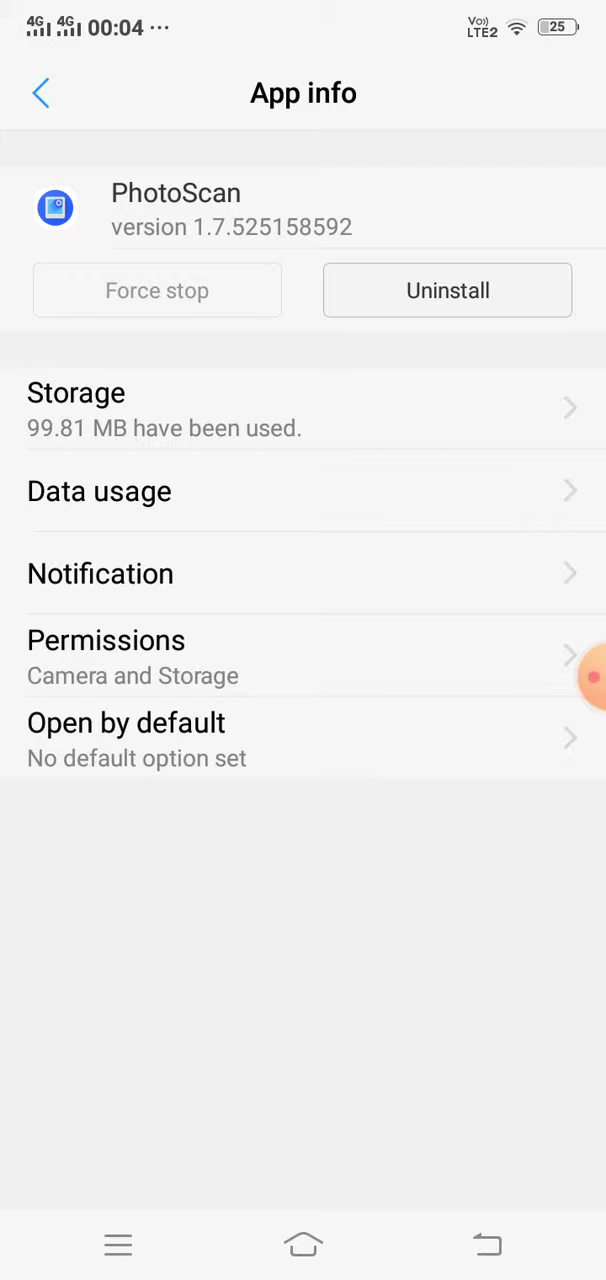 4G 4G 00:04 ... Vo)) LTE2 25
App info
PhotoScan
version 1.7.525158592
Force stop Uninstall
Storage
99.81 MB have been used.
Data usage
Notification
Permissions
Camera and Storage
Open by default
No default option set